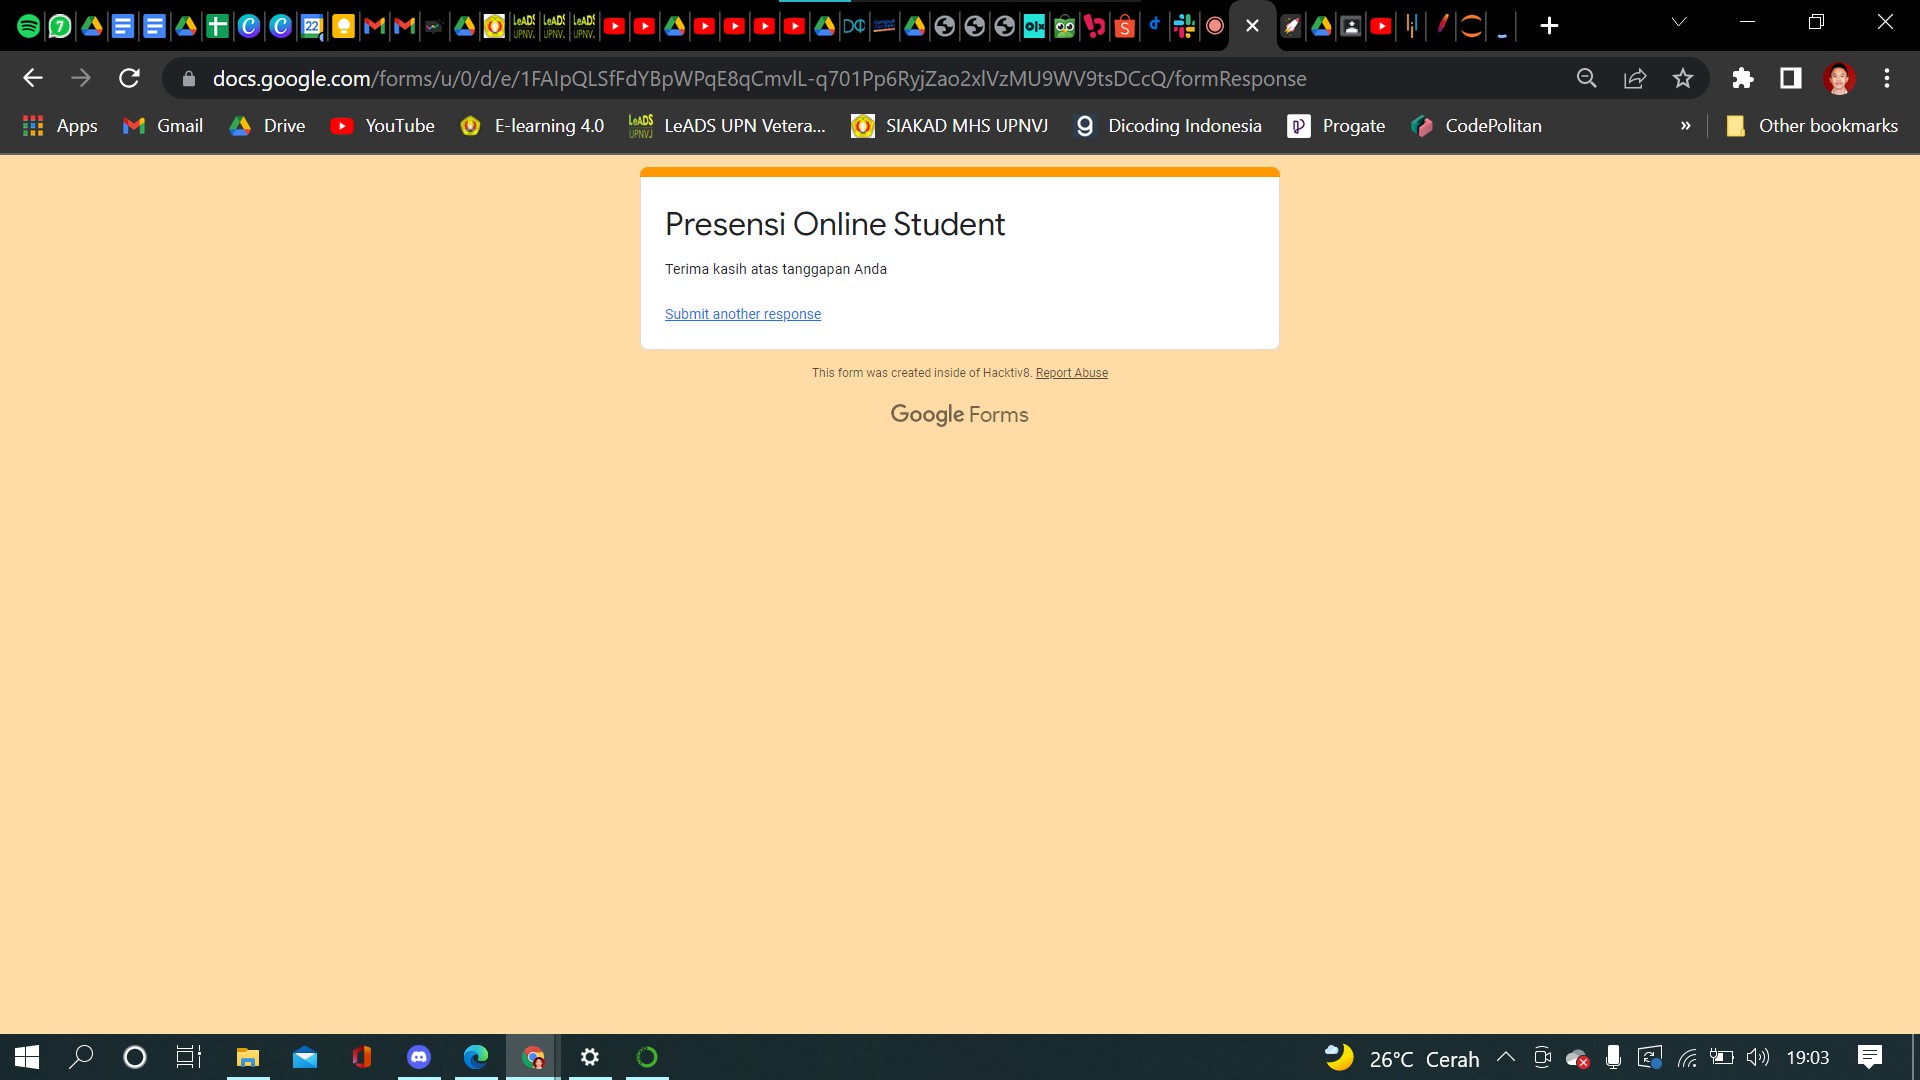 docs.google.com/forms/u/0/d/e/1FAIpQLSfFdYBpWPqE8qCmvlL-q701Pp6RyjZao2xlVzMU9WV9tsDCcQ/formResponse
Apps Gmail Drive YouTube E-learning 4.0 LeADS UPN Vetera... SIAKAD MHS UPNVJ Dicoding Indonesia Progate CodePolitan » Other bookmarks
Presensi Online Student
Terima kasih atas tanggapan Anda
Submit another response
This form was created inside of Hacktiv8. Report Abuse
Google Forms
26°C Cerah 19:03